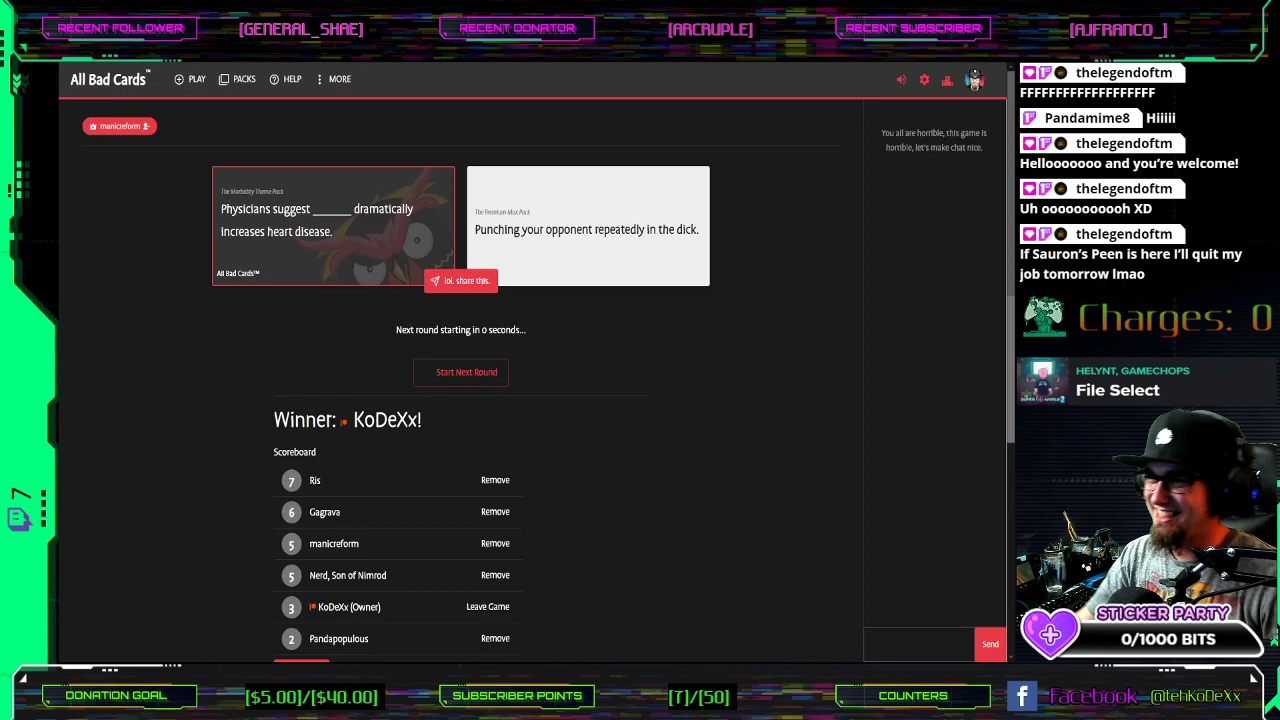 RECENT FOLLOWER
[GENERAL_SHAE]
RECENT DONATOR
[ARCRUPLE]
RECENT SUBSCRIBER
[AJFRANCO_]
All Bad Cards™
PLAY
PACKS
HELP
MORE
manicreform
The Morbidity Theme Pack
Physicians suggest ______ dramatically
increases heart disease.
All Bad Cards™
The Premium Max Pack
Punching your opponent repeatedly in the dick.
lol. share this.
Next round starting in 0 seconds...
Start Next Round
Winner: KoDeXx!
Scoreboard
7 Ris Remove
6 Gagrava Remove
5 manicreform Remove
5 Nerd, Son of Nimrod Remove
3 KoDeXx (Owner) Leave Game
2 Pandapopulous Remove
You all are horrible, this game is
horrible, let's make chat nice.
Send
thelegendoftm
FFFFFFFFFFFFFFFFFFF
Pandamime8 Hiiiii
thelegendoftm
Hellooooooo and you're welcome!
thelegendoftm
Uh oooooooooooh XD
thelegendoftm
If Sauron's Peen is here I'll quit my
job tomorrow lmao
Charges: 0
HELYNT, GAMECHOPS
File Select
STICKER PARTY
0/1000 BITS
7
DONATION GOAL
[$5.00]/[$40.00]
SUBSCRIBER POINTS
[7]/[50]
COUNTERS
Facebook
@tehKoDeXx